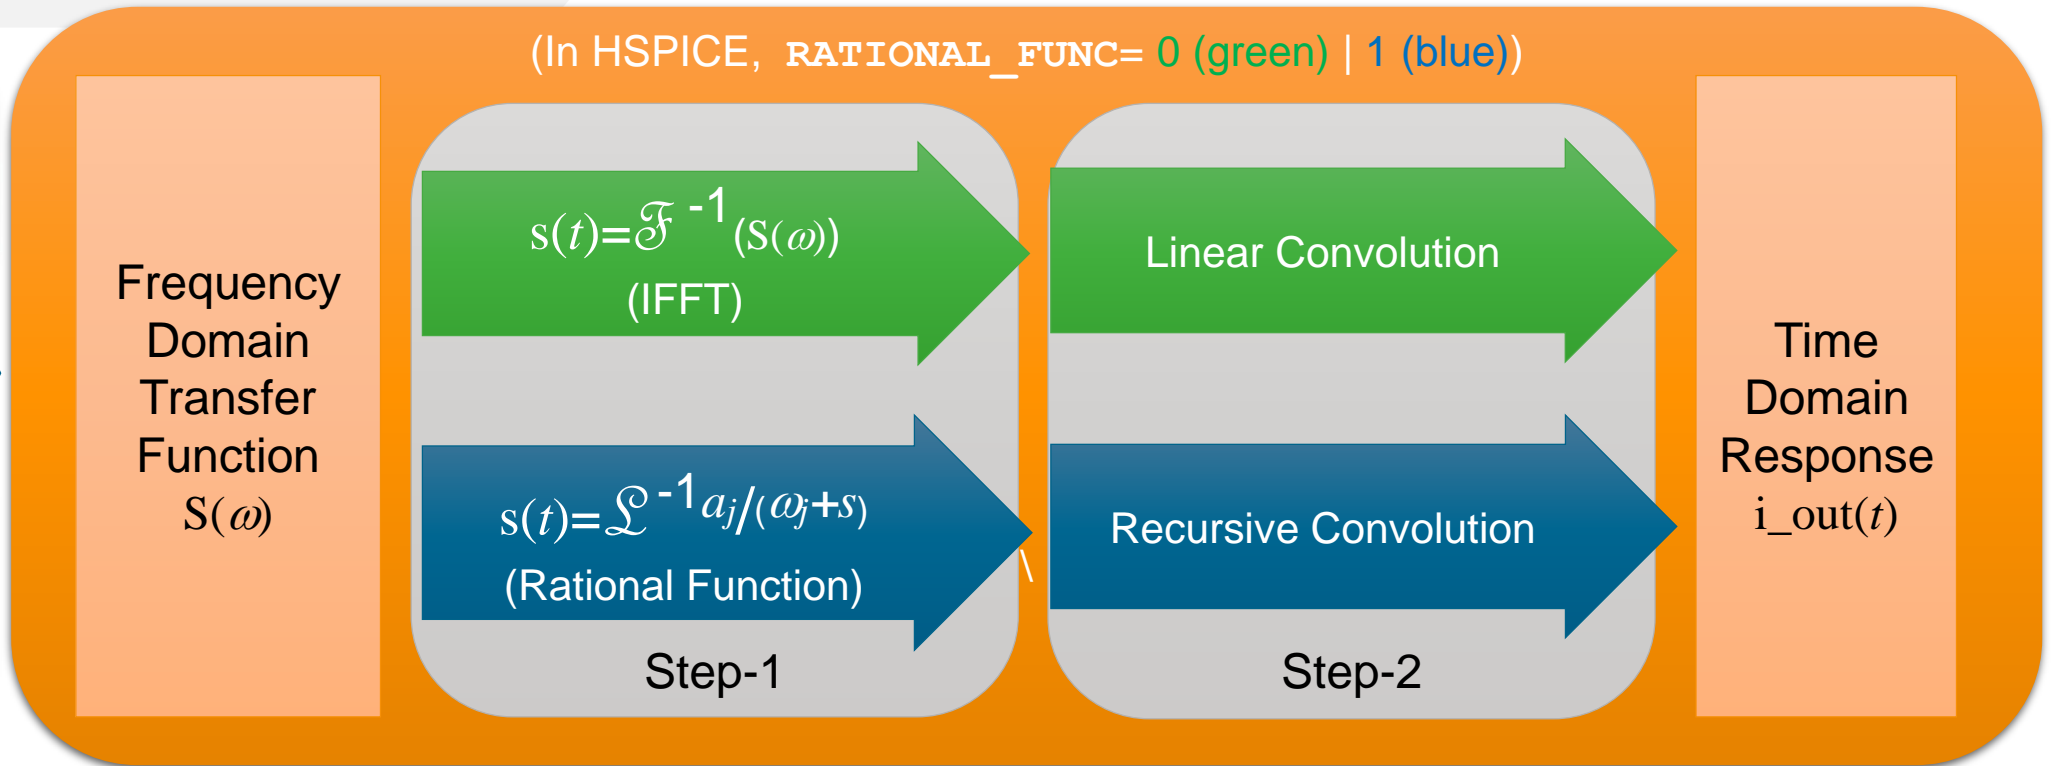 (In HSPICE, RATIONAL_FUNC= 0 (green) | 1 (blue))
Frequency
Domain
Transfer
Function
S(ω)
s(t)=ℱ -1(S(ω))
(IFFT)
s(t)=ℒ -1aj/(ωj+s)
(Rational Function)
\
Step-1
Linear Convolution
Recursive Convolution
Step-2
Time
Domain
Response
i_out(t)